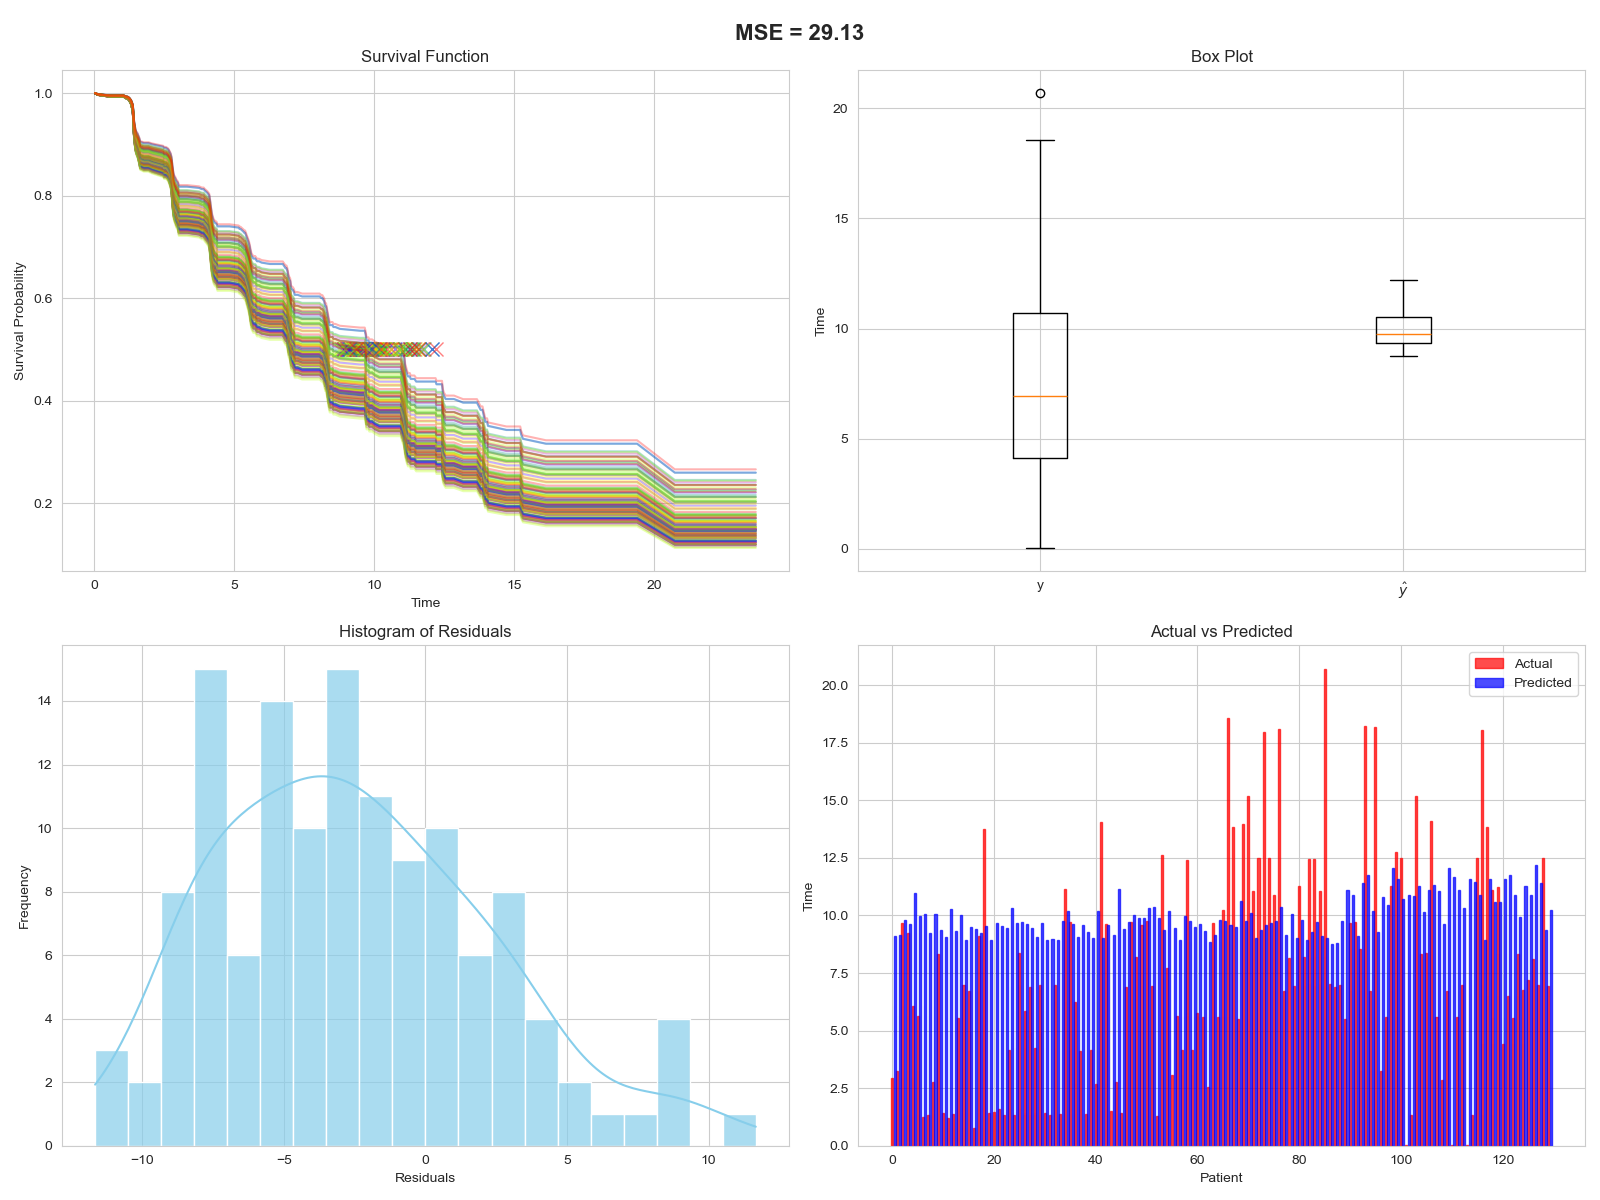 MSE = 29.13
Survival Function
1.0
0.8
0.6
0.4
0.2
Survival Probability
0 5 10 15 20
Time
Box Plot
20
15
10
5
0
Time
y ŷ
Histogram of Residuals
14
12
10
8
6
4
2
0
Frequency
−10 −5 0 5 10
Residuals
Actual vs Predicted
Actual
Predicted
20.0
17.5
15.0
12.5
10.0
7.5
5.0
2.5
0.0
Time
0 20 40 60 80 100 120
Patient